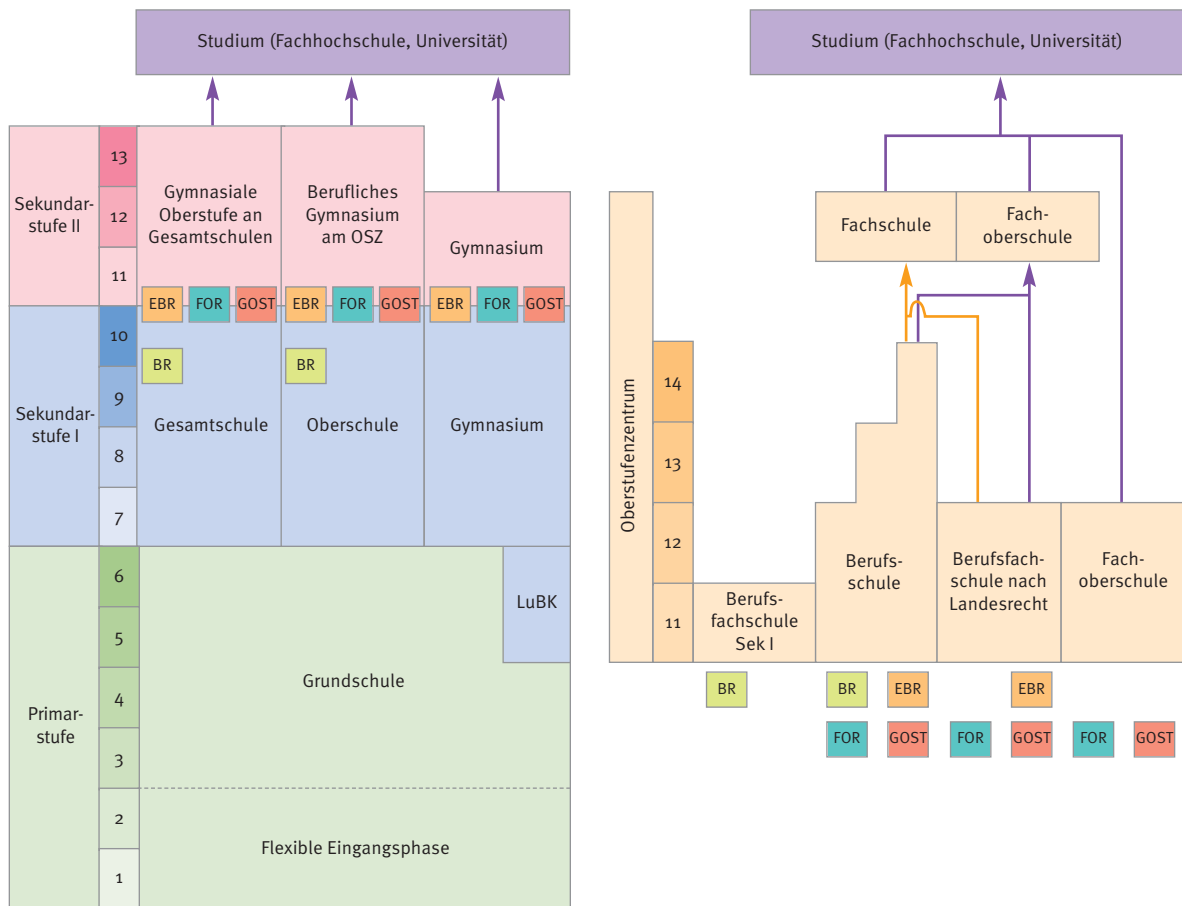 Studium (Fachhochschule, Universität)
Sekundar-
stufe II
13
12
11
Gymnasiale
Oberstufe an
Gesamtschulen
Berufliches
Gymnasium
am OSZ
Gymnasium
EBR FOR GOST EBR FOR GOST EBR FOR GOST
Sekundar-
stufe I
10
9
8
7
BR BR
Gesamtschule
Oberschule
Gymnasium
Primar-
stufe
6
5
4
3
2
1
LuBK
Grundschule
Flexible Eingangsphase
Studium (Fachhochschule, Universität)
Fachschule
Fach-
oberschule
Oberstufenzentrum
14
13
12
11
Berufs-
fachschule
Sek I
Berufs-
schule
Berufsfach-
schule nach
Landesrecht
Fach-
oberschule
BR BR EBR EBR
FOR GOST FOR GOST FOR GOST